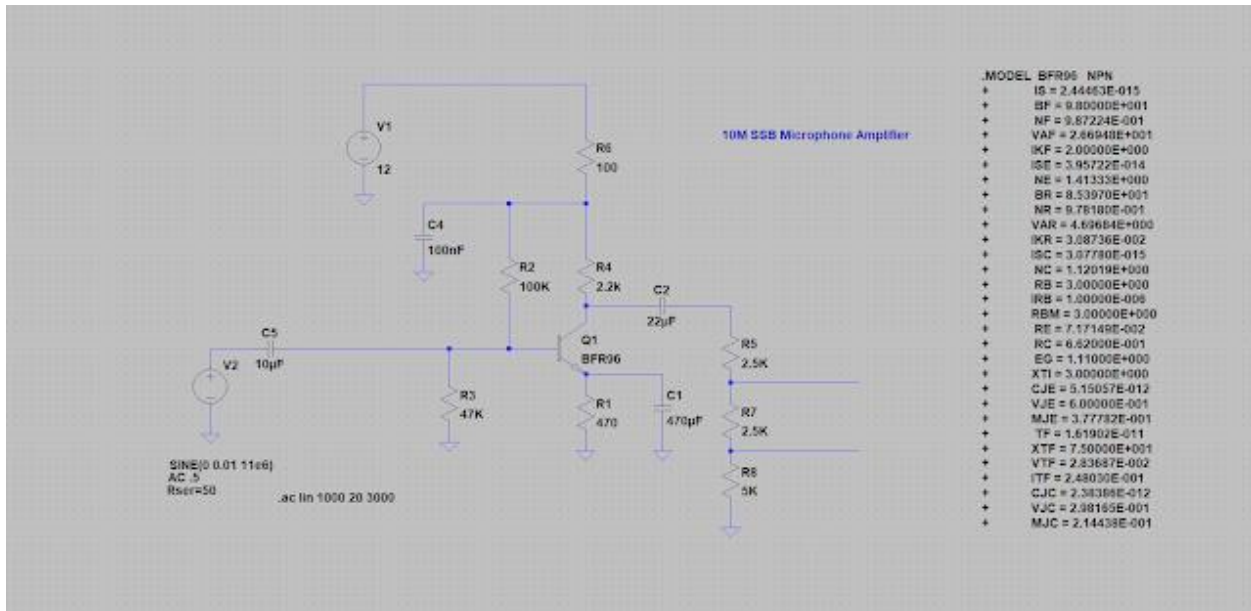 V1
12
R6
100
10M SSB Microphone Amplifier
C4
100nF
R2
100K
R4
2.2k
C2
22µF
Q1
BFR96
C5
10µF
V2
R3
47K
R1
470
C1
470µF
R5
2.5K
R7
2.5K
R8
5K
SINE(0 0.01 11e6)
AC .5
Rser=50
.ac lin 1000 20 3000
.MODEL BFR96 NPN
+ IS = 2.44463E-015
+ BF = 9.80000E+001
+ NF = 9.87224E-001
+ VAF = 2.66948E+001
+ IKF = 2.00000E+000
+ ISE = 3.95722E-014
+ NE = 1.41333E+000
+ BR = 8.53970E+001
+ NR = 9.78180E-001
+ VAR = 4.69684E+000
+ IKR = 3.08736E-002
+ ISC = 3.07780E-015
+ NC = 1.12019E+000
+ RB = 3.00000E+000
+ IRB = 1.00000E-006
+ RBM = 3.00000E+000
+ RE = 7.17149E-002
+ RC = 6.62000E-001
+ EG = 1.11000E+000
+ XTI = 3.00000E+000
+ CJE = 5.15057E-012
+ VJE = 6.00000E-001
+ MJE = 3.77782E-001
+ TF = 1.61902E-011
+ XTF = 7.50000E+001
+ VTF = 2.83687E-002
+ ITF = 2.48030E-001
+ CJC = 2.38386E-012
+ VJC = 2.98165E-001
+ MJC = 2.14438E-001